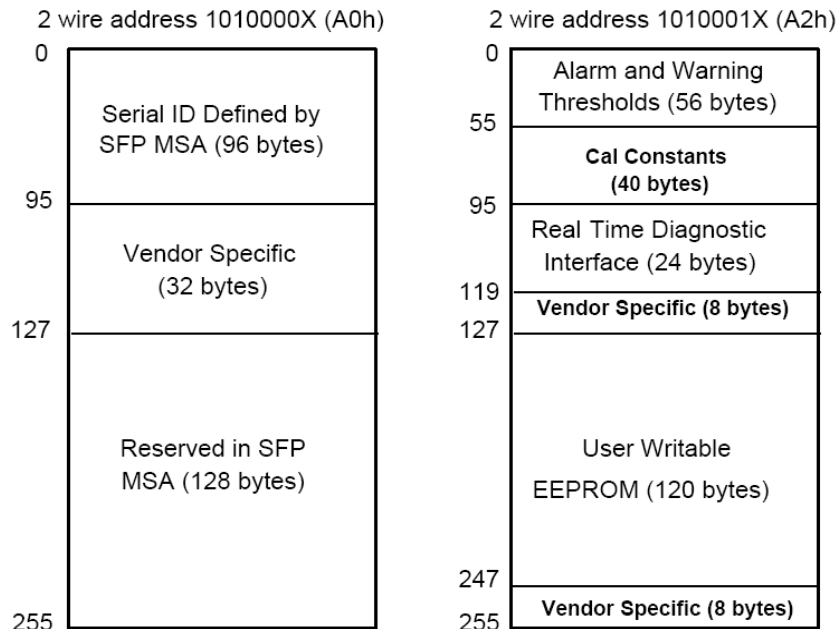 2 wire address 1010000X (A0h)
0
Serial ID Defined by
SFP MSA (96 bytes)
95
Vendor Specific
(32 bytes)
127
Reserved in SFP
MSA (128 bytes)
255
2 wire address 1010001X (A2h)
0
Alarm and Warning
Thresholds (56 bytes)
55
Cal Constants
(40 bytes)
95
Real Time Diagnostic
Interface (24 bytes)
119
Vendor Specific (8 bytes)
127
User Writable
EEPROM (120 bytes)
247
Vendor Specific (8 bytes)
255